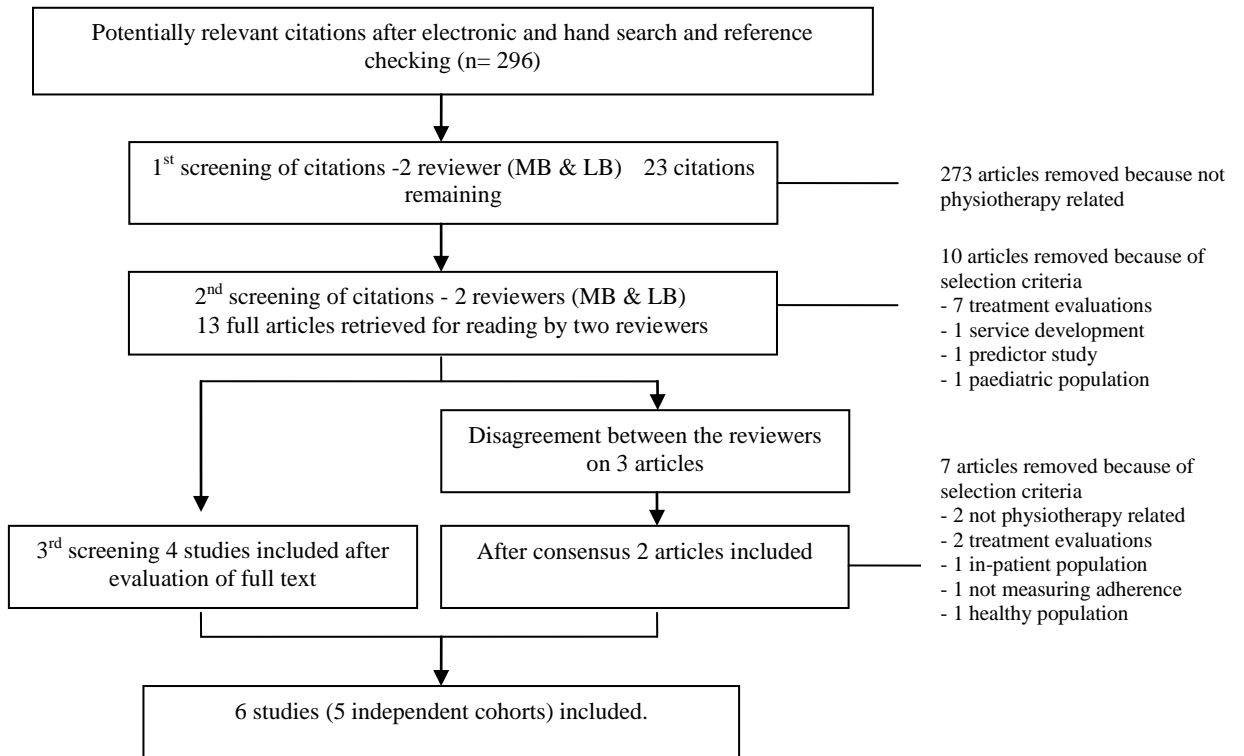 Potentially relevant citations after electronic and hand search and reference
checking (n= 296)
1st screening of citations -2 reviewer (MB & LB)    23 citations
remaining
273 articles removed because not
physiotherapy related
2nd screening of citations - 2 reviewers (MB & LB)
13 full articles retrieved for reading by two reviewers
10 articles removed because of
selection criteria
- 7 treatment evaluations
- 1 service development
- 1 predictor study
- 1 paediatric population
Disagreement between the reviewers
on 3 articles
3rd screening 4 studies included after
evaluation of full text
After consensus 2 articles included
7 articles removed because of
selection criteria
- 2 not physiotherapy related
- 2 treatment evaluations
- 1 in-patient population
- 1 not measuring adherence
- 1 healthy population
6 studies (5 independent cohorts) included.